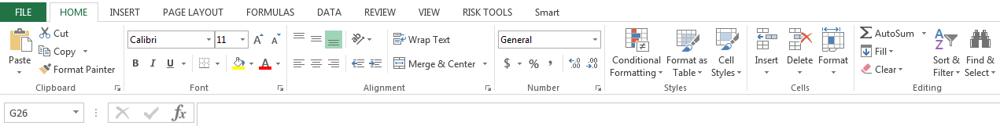 FILE HOME INSERT PAGE LAYOUT FORMULAS DATA REVIEW VIEW RISK TOOLS Smart
Paste
Cut
Copy
Format Painter
Clipboard
Calibri 11 A A
B I U A
Font
Wrap Text
Merge & Center
Alignment
General
$ % , .0 .00 .00 .0
Number
Conditional Formatting
Format as Table
Cell Styles
Styles
Insert
Delete
Format
Cells
Σ AutoSum
Fill
Clear
A Z
Sort & Filter
Find & Select
Editing
G26 fx